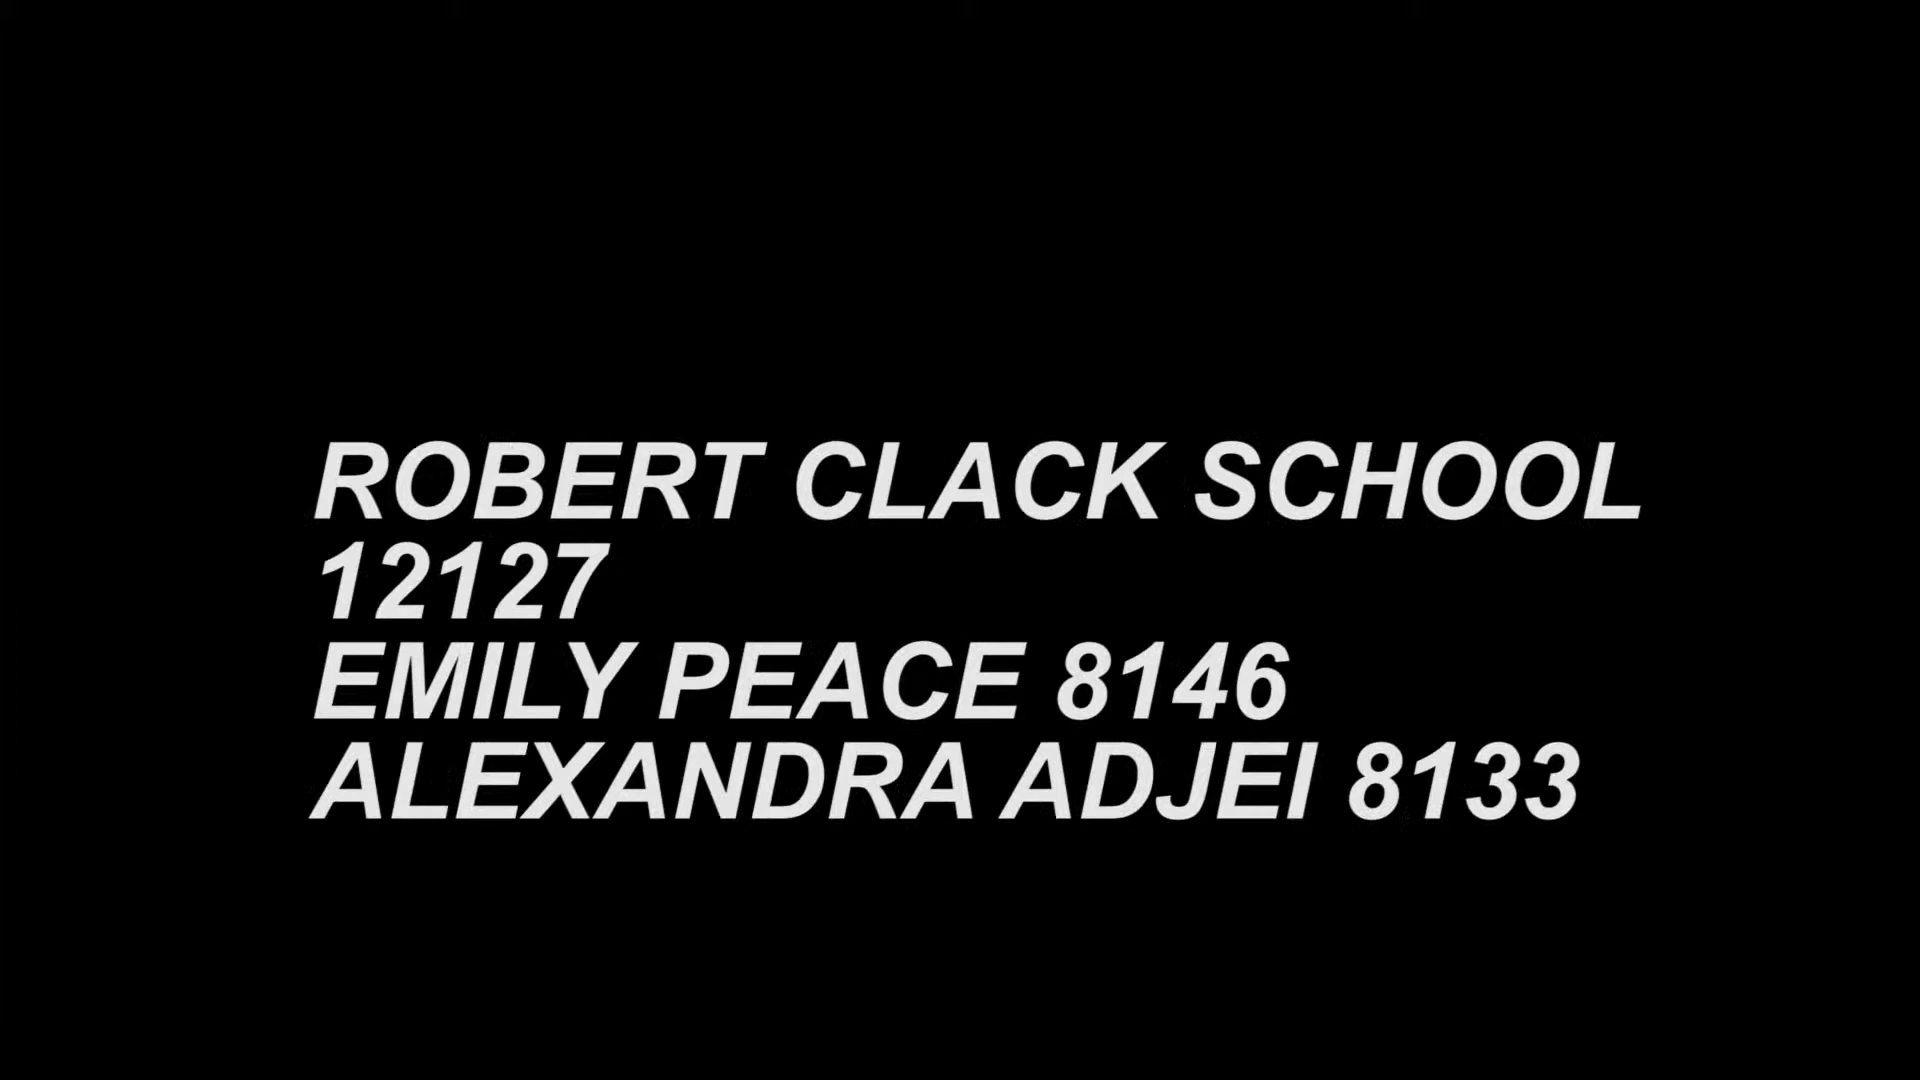 ROBERT CLACK SCHOOL
12127
EMILY PEACE 8146
ALEXANDRA ADJEI 8133